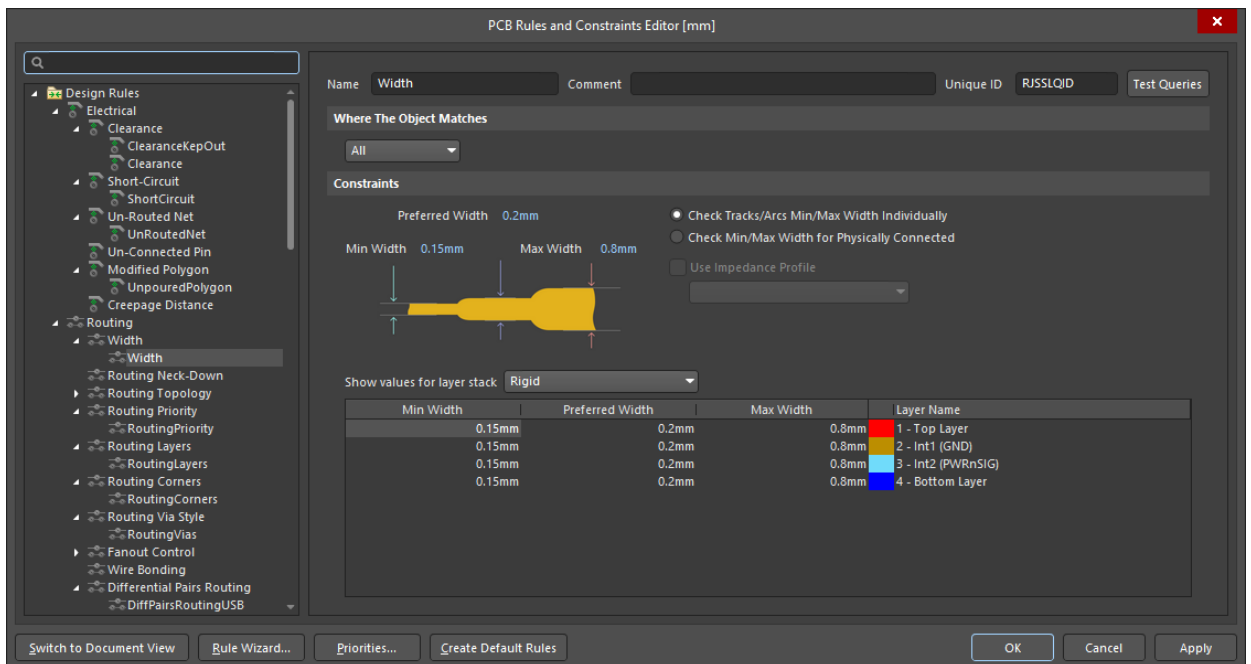 PCB Rules and Constraints Editor [mm]
Design Rules
Electrical
Clearance
ClearanceKepOut
Clearance
Short-Circuit
ShortCircuit
Un-Routed Net
UnRoutedNet
Un-Connected Pin
Modified Polygon
UnpouredPolygon
Creepage Distance
Routing
Width
Width
Routing Neck-Down
Routing Topology
Routing Priority
RoutingPriority
Routing Layers
RoutingLayers
Routing Corners
RoutingCorners
Routing Via Style
RoutingVias
Fanout Control
Wire Bonding
Differential Pairs Routing
DiffPairsRoutingUSB
Name Width Comment Unique ID RJSSLQID Test Queries
Where The Object Matches
All
Constraints
Preferred Width 0.2mm
Min Width 0.15mm Max Width 0.8mm
Check Tracks/Arcs Min/Max Width Individually
Check Min/Max Width for Physically Connected
Use Impedance Profile
Show values for layer stack Rigid
Min Width Preferred Width Max Width Layer Name
0.15mm 0.2mm 0.8mm 1 - Top Layer
0.15mm 0.2mm 0.8mm 2 - Int1 (GND)
0.15mm 0.2mm 0.8mm 3 - Int2 (PWRnSIG)
0.15mm 0.2mm 0.8mm 4 - Bottom Layer
Switch to Document View Rule Wizard... Priorities... Create Default Rules OK Cancel Apply